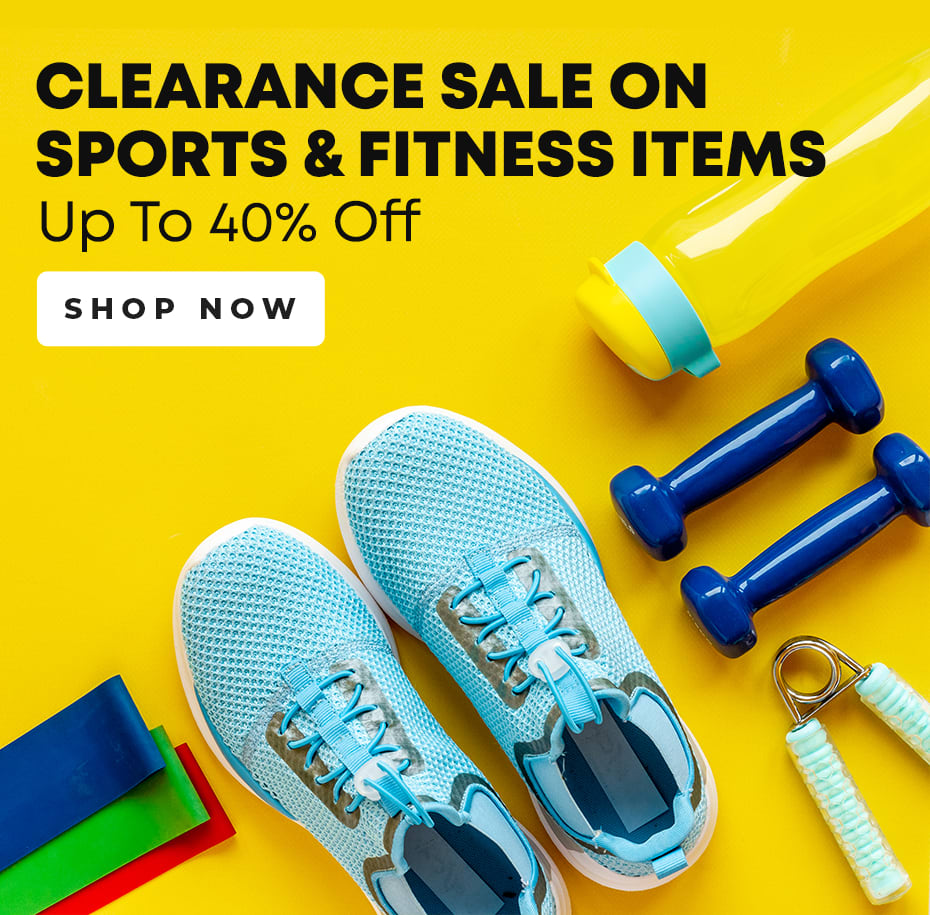 CLEARANCE SALE ON
SPORTS & FITNESS ITEMS
Up To 40% Off
SHOP NOW